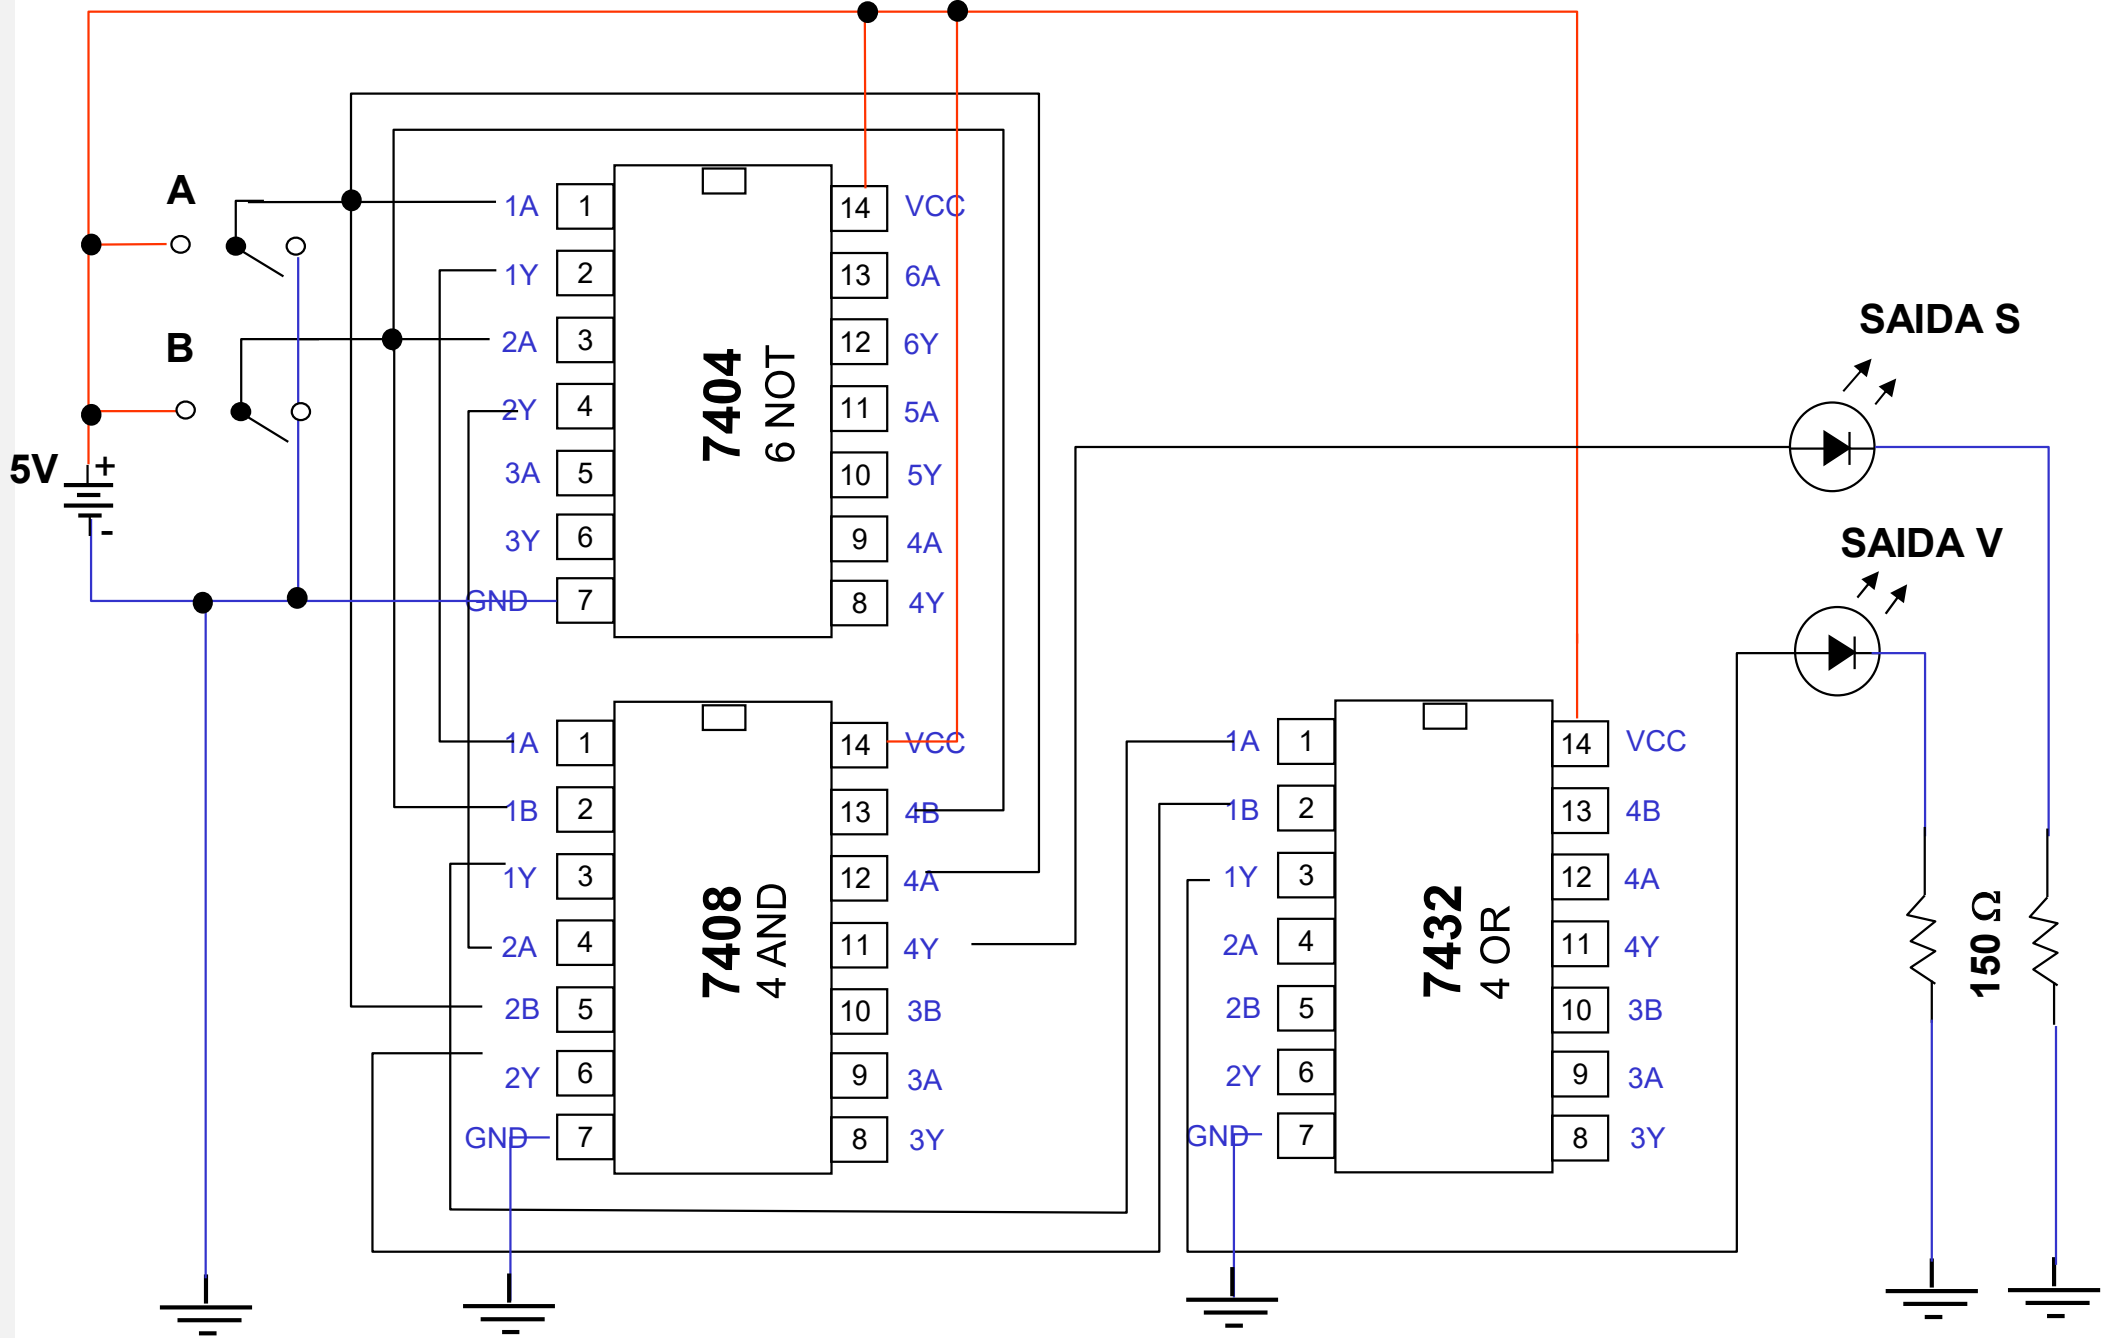 A
B
5V
+
-
1A 1 14 VCC
1Y 2 13 6A
2A 3 12 6Y
2Y 4 11 5A
3A 5 10 5Y
3Y 6 9 4A
GND 7 8 4Y
7404
6 NOT
SAIDA S
SAIDA V
1A 1 14 VCC
1B 2 13 4B
1Y 3 12 4A
2A 4 11 4Y
2B 5 10 3B
2Y 6 9 3A
GND 7 8 3Y
7408
4 AND
1A 1 14 VCC
1B 2 13 4B
1Y 3 12 4A
2A 4 11 4Y
2B 5 10 3B
2Y 6 9 3A
GND 7 8 3Y
7432
4 OR
150 Ω